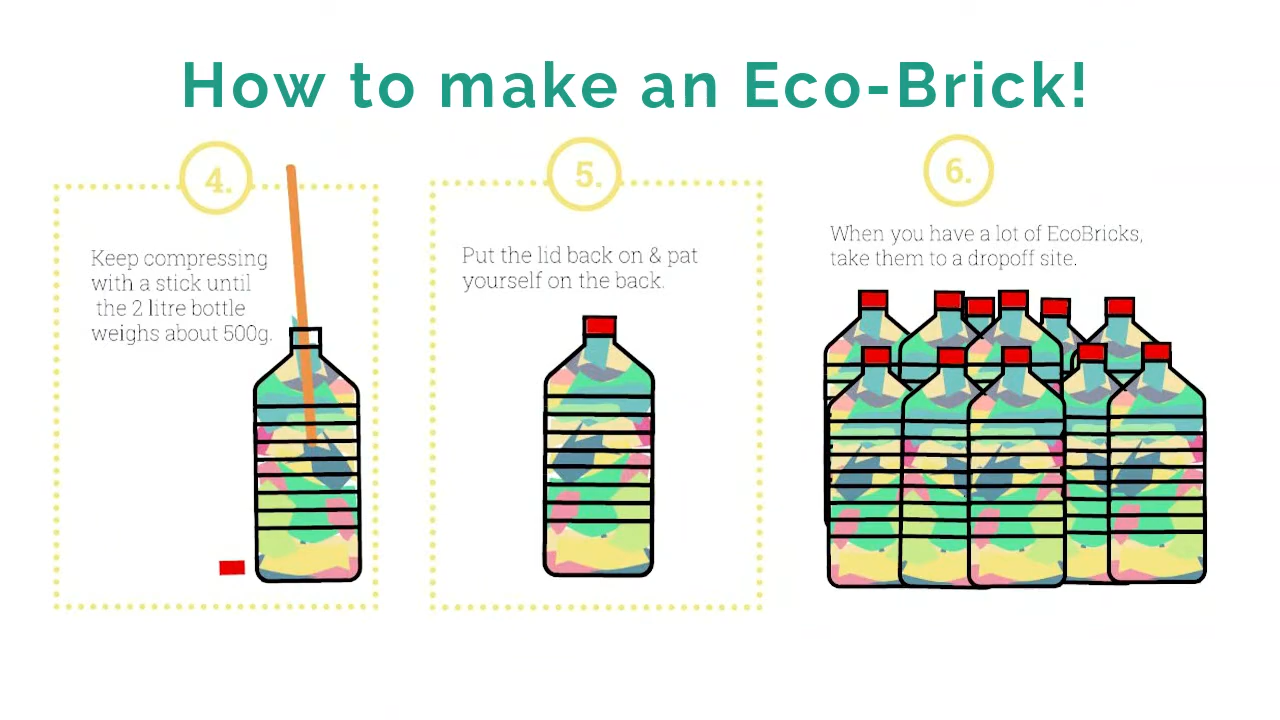 How to make an Eco-Brick!
4.
Keep compressing
with a stick until
the 2 litre bottle
weighs about 500g.
5.
Put the lid back on & pat
yourself on the back.
6.
When you have a lot of EcoBricks,
take them to a dropoff site.